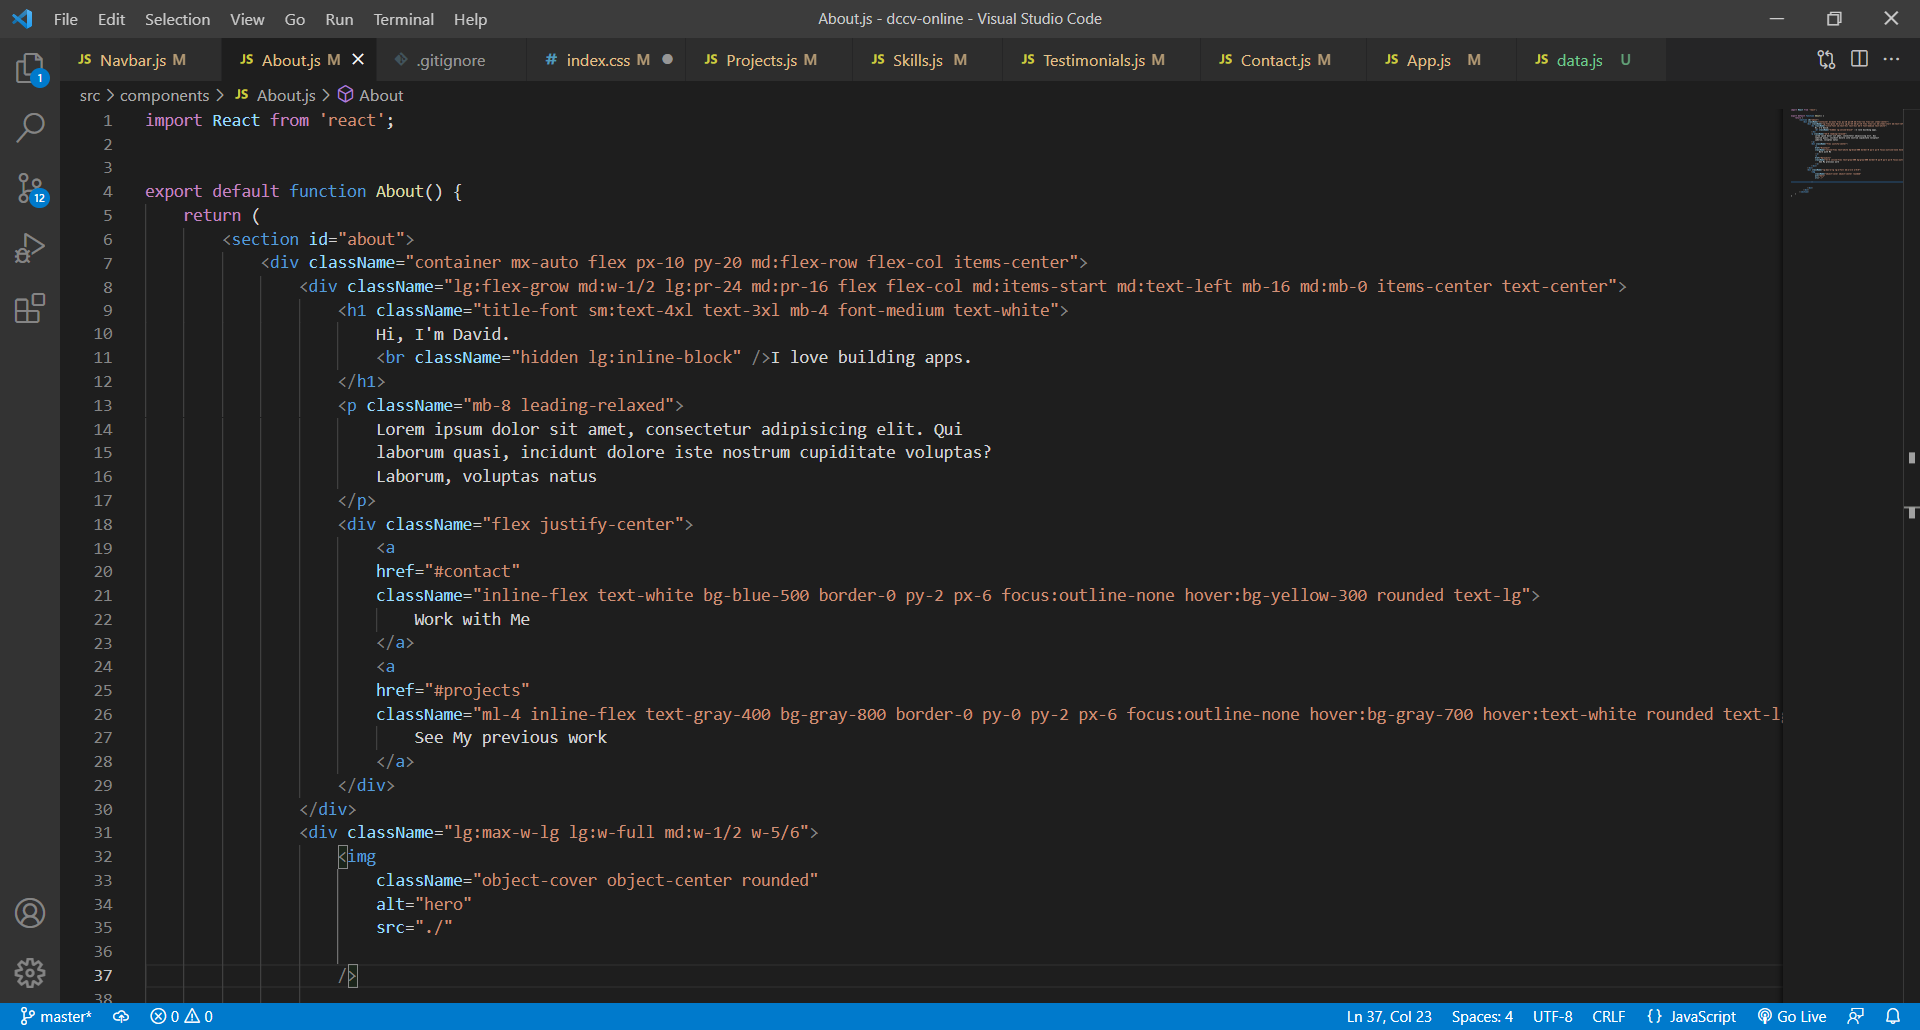 File Edit Selection View Go Run Terminal Help About.js - dccv-online - Visual Studio Code
JS Navbar.js M JS About.js M .gitignore # index.css M JS Projects.js M JS Skills.js M JS Testimonials.js M JS Contact.js M JS App.js M JS data.js U
src > components > JS About.js > About
1 import React from 'react';
2
3
4 export default function About() {
5 return (
6 <section id="about">
7 <div className="container mx-auto flex px-10 py-20 md:flex-row flex-col items-center">
8 <div className="lg:flex-grow md:w-1/2 lg:pr-24 md:pr-16 flex flex-col md:items-start md:text-left mb-16 md:mb-0 items-center text-center">
9 <h1 className="title-font sm:text-4xl text-3xl mb-4 font-medium text-white">
10 Hi, I'm David.
11 <br className="hidden lg:inline-block" />I love building apps.
12 </h1>
13 <p className="mb-8 leading-relaxed">
14 Lorem ipsum dolor sit amet, consectetur adipisicing elit. Qui
15 laborum quasi, incidunt dolore iste nostrum cupiditate voluptas?
16 Laborum, voluptas natus
17 </p>
18 <div className="flex justify-center">
19 <a
20 href="#contact"
21 className="inline-flex text-white bg-blue-500 border-0 py-2 px-6 focus:outline-none hover:bg-yellow-300 rounded text-lg">
22 Work with Me
23 </a>
24 <a
25 href="#projects"
26 className="ml-4 inline-flex text-gray-400 bg-gray-800 border-0 py-0 py-2 px-6 focus:outline-none hover:bg-gray-700 hover:text-white rounded text-lg
27 See My previous work
28 </a>
29 </div>
30 </div>
31 <div className="lg:max-w-lg lg:w-full md:w-1/2 w-5/6">
32 <img
33 className="object-cover object-center rounded"
34 alt="hero"
35 src="./"
36
37 />
38
1
12
master* 0 0 Ln 37, Col 23 Spaces: 4 UTF-8 CRLF {} JavaScript Go Live